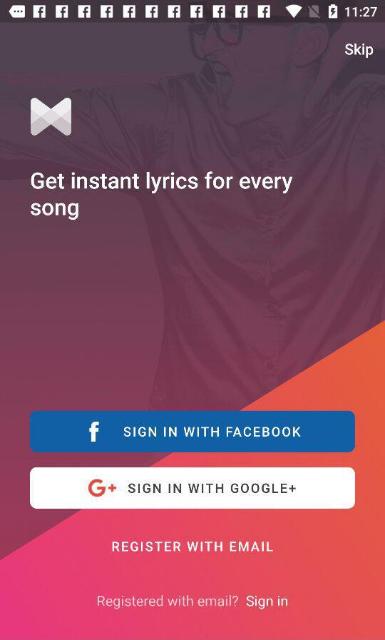 11:27
Skip
Get instant lyrics for every
song
f SIGN IN WITH FACEBOOK
G+ SIGN IN WITH GOOGLE+
REGISTER WITH EMAIL
Registered with email? Sign in